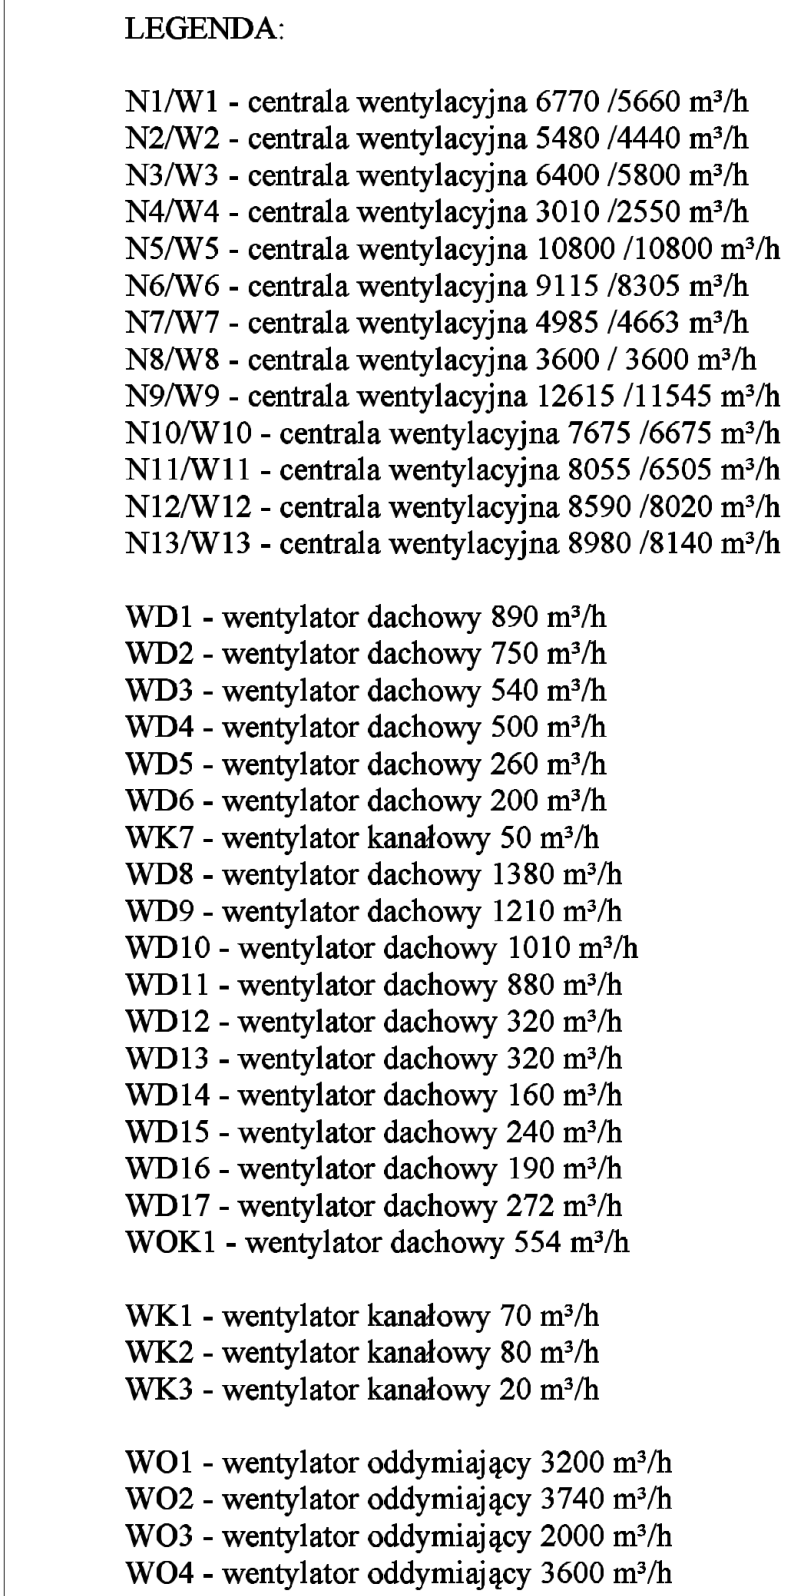 LEGENDA:
N1/W1 - centrala wentylacyjna 6770 /5660 m³/h
N2/W2 - centrala wentylacyjna 5480 /4440 m³/h
N3/W3 - centrala wentylacyjna 6400 /5800 m³/h
N4/W4 - centrala wentylacyjna 3010 /2550 m³/h
N5/W5 - centrala wentylacyjna 10800 /10800 m³/h
N6/W6 - centrala wentylacyjna 9115 /8305 m³/h
N7/W7 - centrala wentylacyjna 4985 /4663 m³/h
N8/W8 - centrala wentylacyjna 3600 / 3600 m³/h
N9/W9 - centrala wentylacyjna 12615 /11545 m³/h
N10/W10 - centrala wentylacyjna 7675 /6675 m³/h
N11/W11 - centrala wentylacyjna 8055 /6505 m³/h
N12/W12 - centrala wentylacyjna 8590 /8020 m³/h
N13/W13 - centrala wentylacyjna 8980 /8140 m³/h
WD1 - wentylator dachowy 890 m³/h
WD2 - wentylator dachowy 750 m³/h
WD3 - wentylator dachowy 540 m³/h
WD4 - wentylator dachowy 500 m³/h
WD5 - wentylator dachowy 260 m³/h
WD6 - wentylator dachowy 200 m³/h
WK7 - wentylator kanałowy 50 m³/h
WD8 - wentylator dachowy 1380 m³/h
WD9 - wentylator dachowy 1210 m³/h
WD10 - wentylator dachowy 1010 m³/h
WD11 - wentylator dachowy 880 m³/h
WD12 - wentylator dachowy 320 m³/h
WD13 - wentylator dachowy 320 m³/h
WD14 - wentylator dachowy 160 m³/h
WD15 - wentylator dachowy 240 m³/h
WD16 - wentylator dachowy 190 m³/h
WD17 - wentylator dachowy 272 m³/h
WOK1 - wentylator dachowy 554 m³/h
WK1 - wentylator kanałowy 70 m³/h
WK2 - wentylator kanałowy 80 m³/h
WK3 - wentylator kanałowy 20 m³/h
WO1 - wentylator oddymiający 3200 m³/h
WO2 - wentylator oddymiający 3740 m³/h
WO3 - wentylator oddymiający 2000 m³/h
WO4 - wentylator oddymiający 3600 m³/h